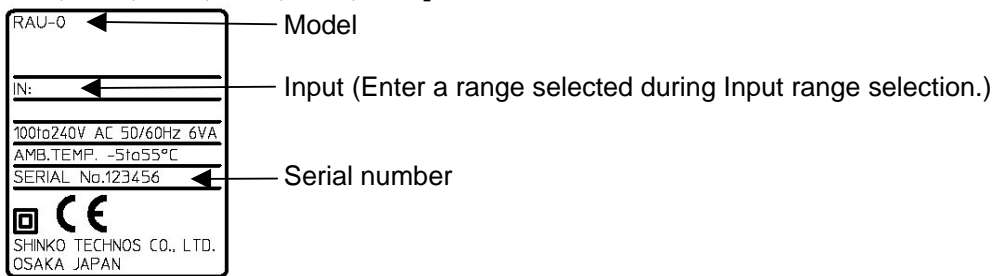 RAU-0
Model
IN:
Input (Enter a range selected during Input range selection.)
100to240V AC 50/60Hz 6VA
AMB.TEMP. -5to55°C
SERIAL No.123456
Serial number
CE
SHINKO TECHNOS CO., LTD.
OSAKA JAPAN